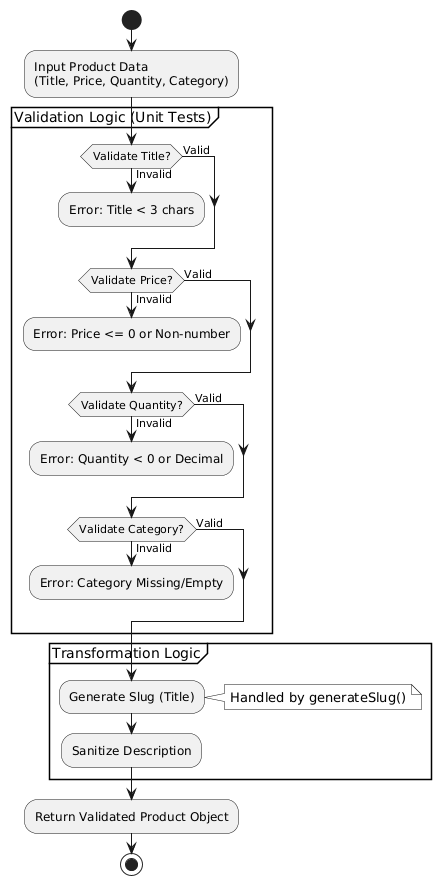 Input Product Data
(Title, Price, Quantity, Category)
Validation Logic (Unit Tests)
Validate Title?
Valid
Invalid
Error: Title < 3 chars
Validate Price?
Valid
Invalid
Error: Price <= 0 or Non-number
Validate Quantity?
Valid
Invalid
Error: Quantity < 0 or Decimal
Validate Category?
Valid
Invalid
Error: Category Missing/Empty
Transformation Logic
Generate Slug (Title)
Handled by generateSlug()
Sanitize Description
Return Validated Product Object